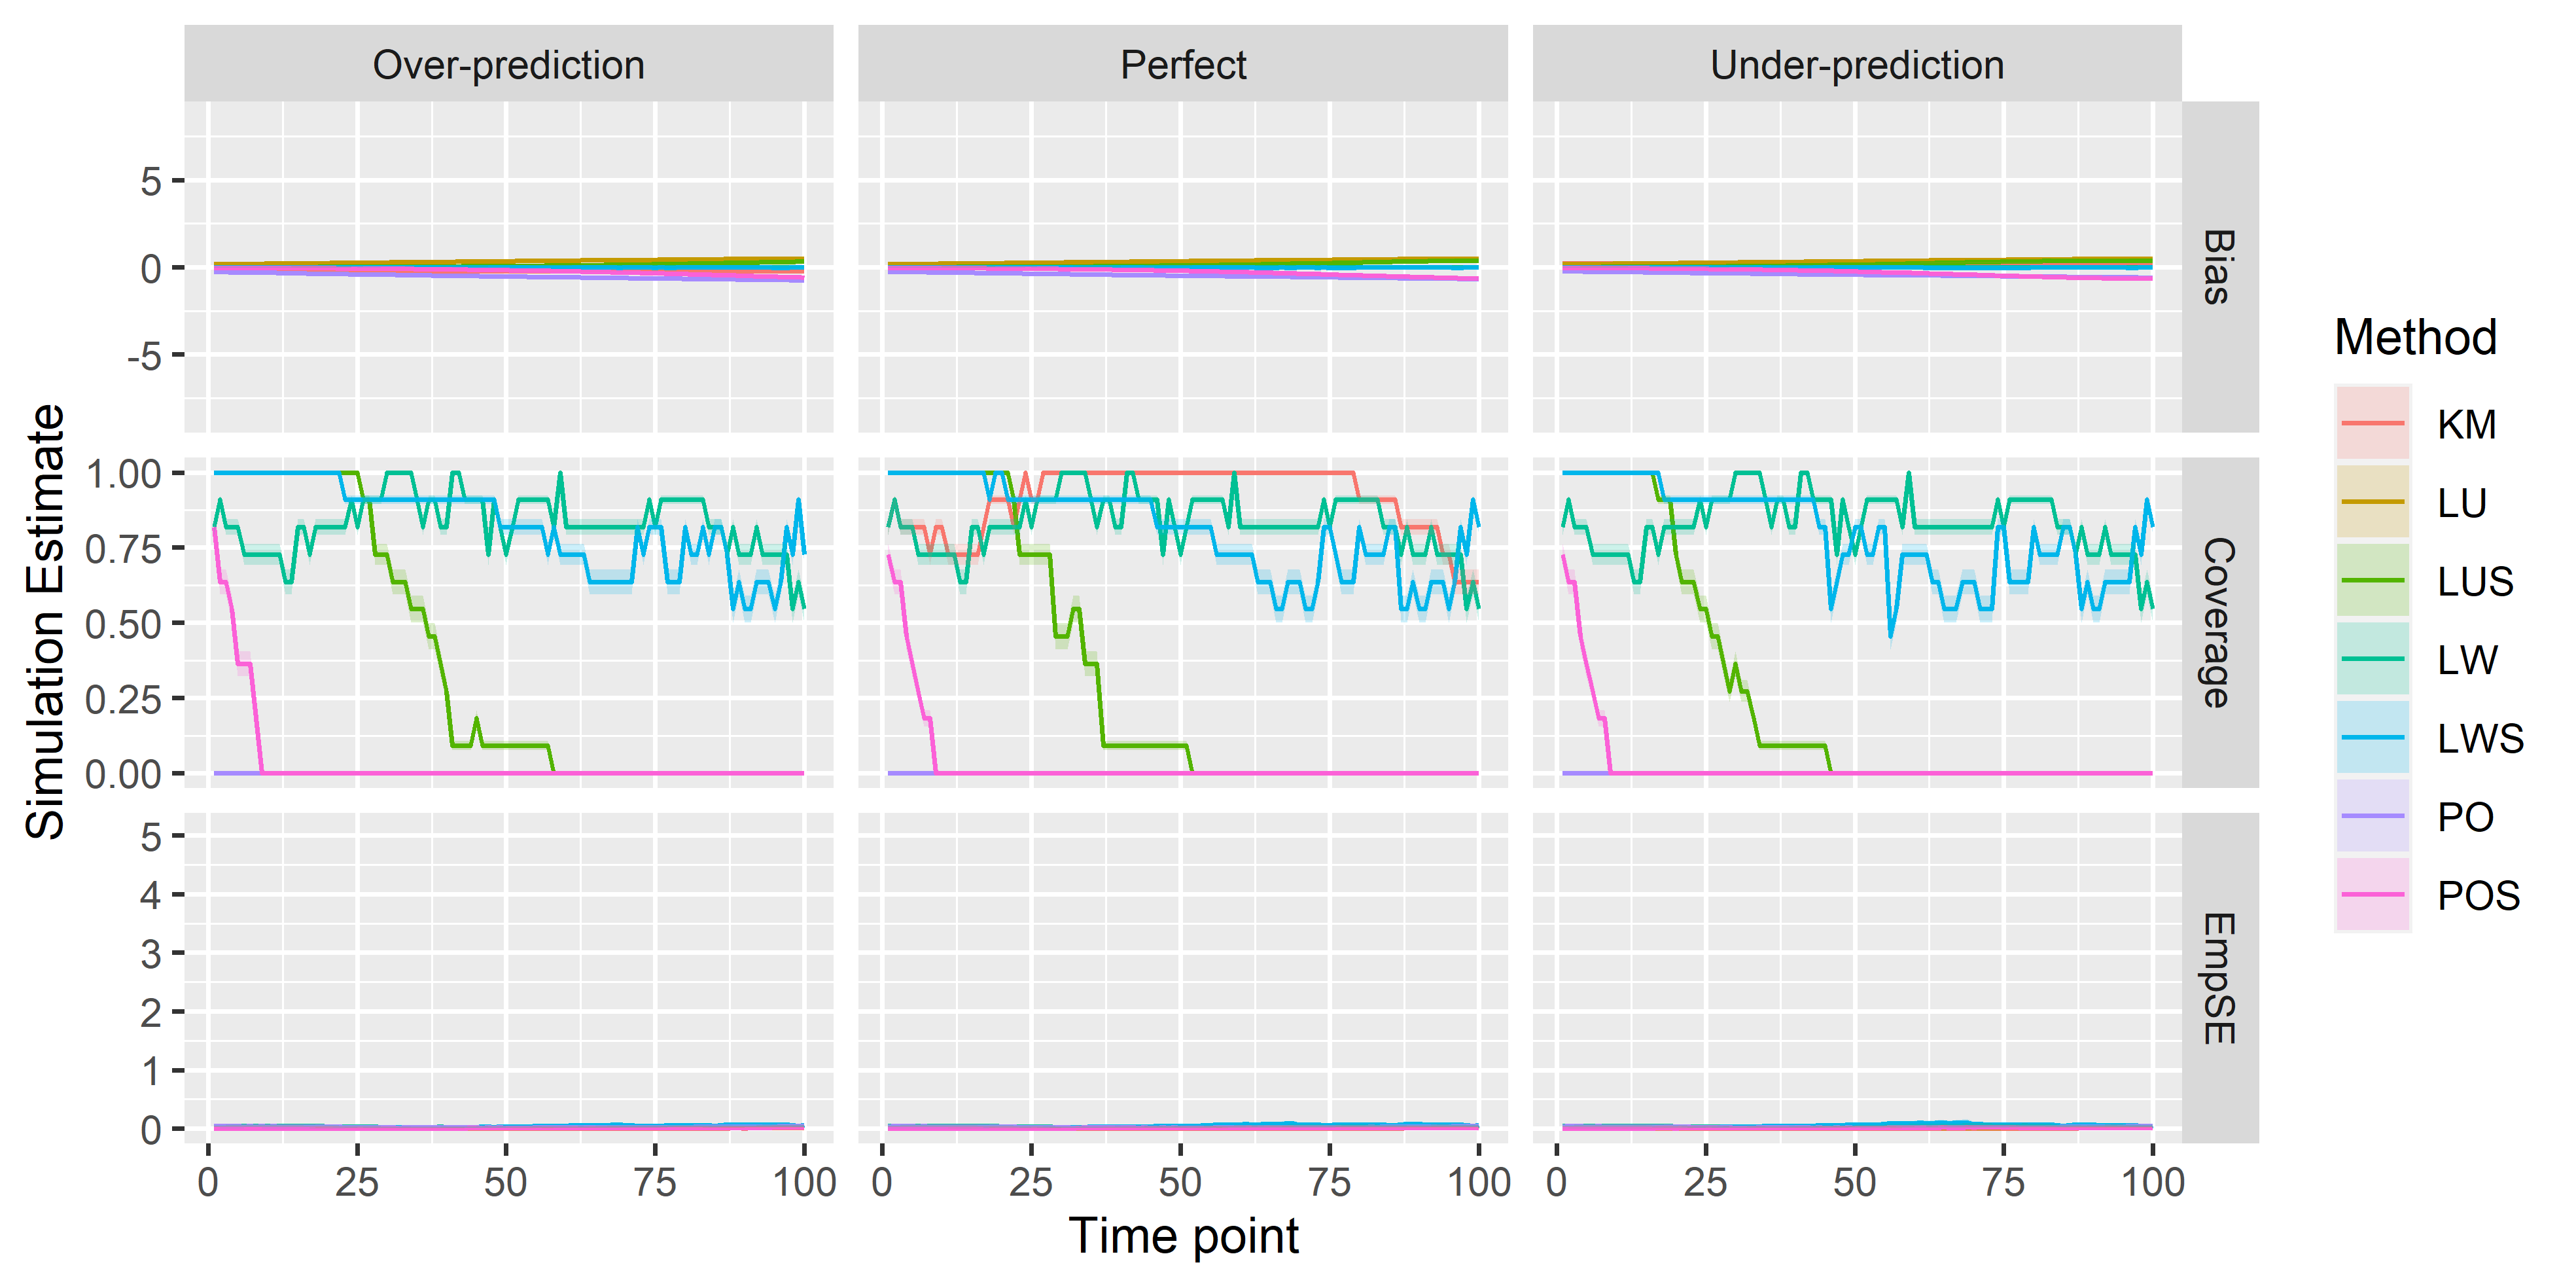 Over-prediction
Perfect
Under-prediction
5
0
-5
Bias
1.00
0.75
0.50
0.25
0.00
Coverage
5
4
3
2
1
0
EmpSE
0 25 50 75 100
0 25 50 75 100
0 25 50 75 100
Time point
Simulation Estimate
Method
KM
LU
LUS
LW
LWS
PO
POS